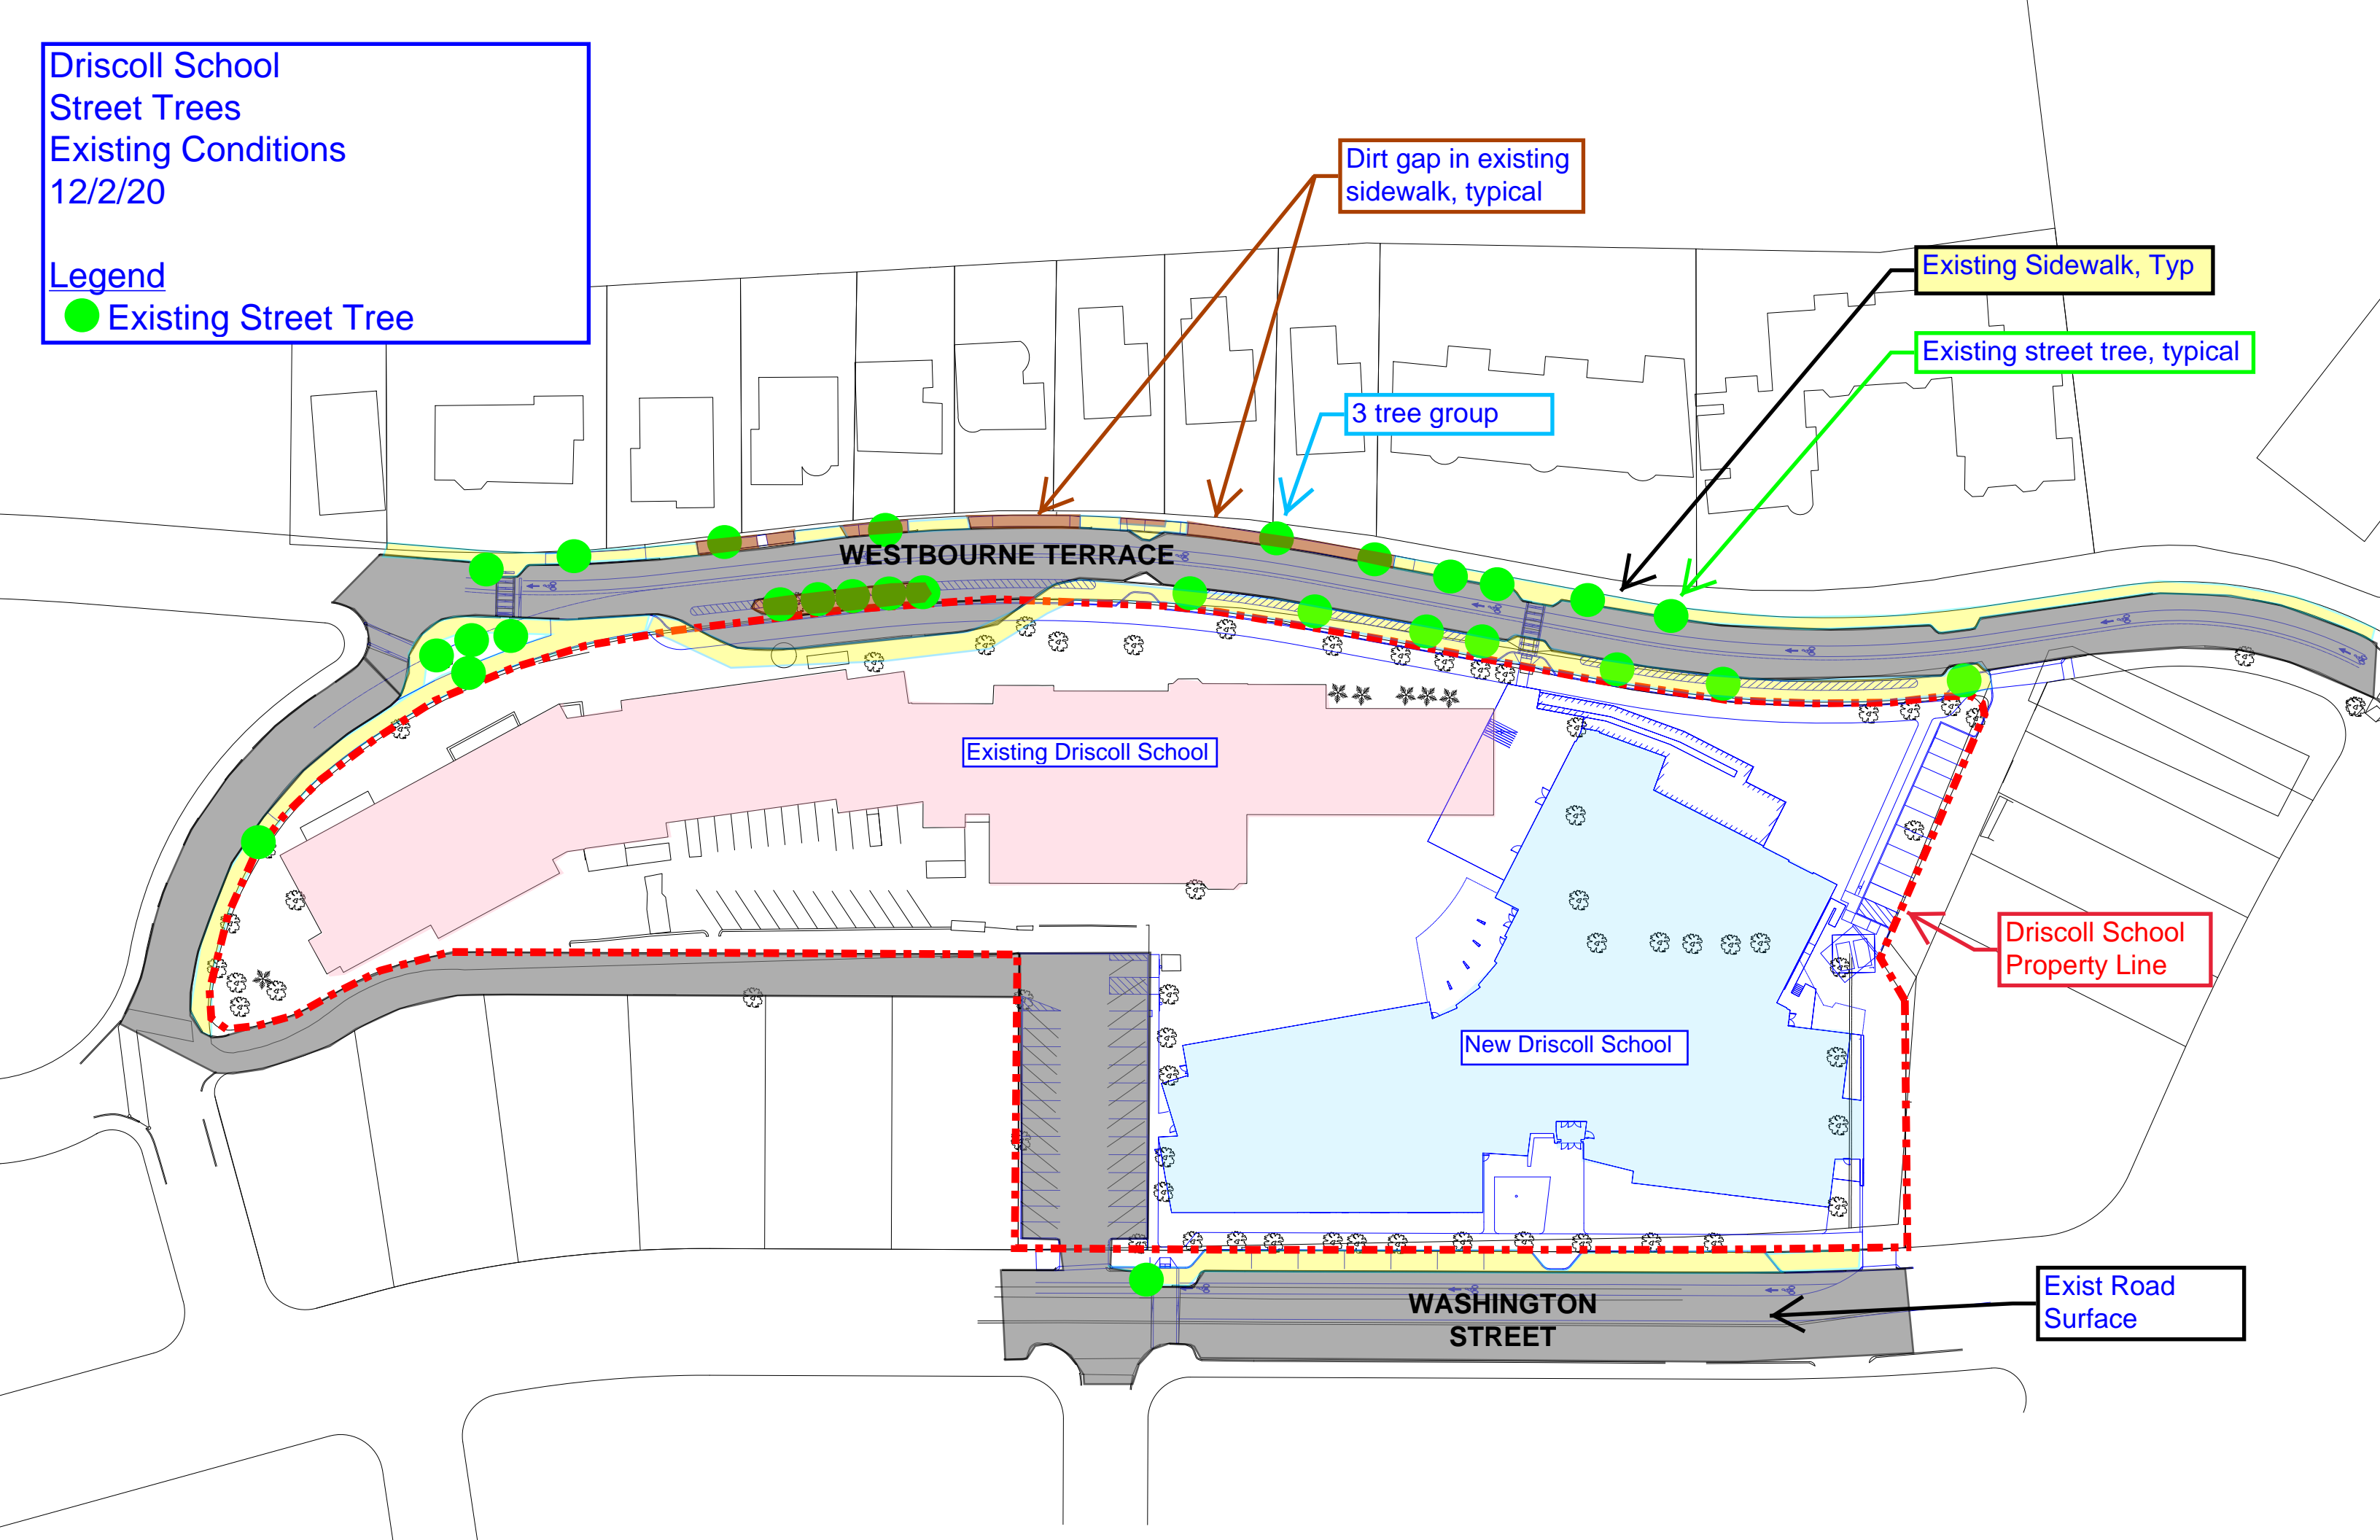 Driscoll School
Street Trees
Existing Conditions
12/2/20
Legend
Existing Street Tree
Dirt gap in existing
sidewalk, typical
Existing Sidewalk, Typ
Existing street tree, typical
3 tree group
WESTBOURNE TERRACE
Existing Driscoll School
Driscoll School
Property Line
New Driscoll School
Exist Road
Surface
WASHINGTON
STREET